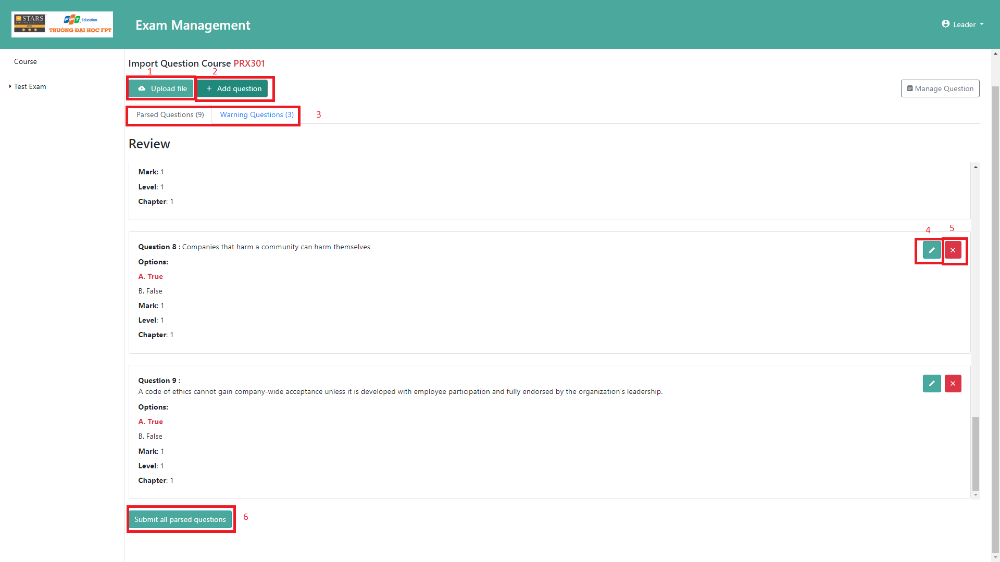 STARS
FPT Education
TRƯỜNG ĐẠI HỌC FPT
Exam Management
Leader
Course
Test Exam
Import Question Course PRX301
1
2
Upload file
Add question
Manage Question
Parsed Questions (9)
Warning Questions (3)
3
Review
Mark: 1
Level: 1
Chapter: 1
4
5
Question 8 : Companies that harm a community can harm themselves
Options:
A. True
B. False
Mark: 1
Level: 1
Chapter: 1
Question 9 :
A code of ethics cannot gain company-wide acceptance unless it is developed with employee participation and fully endorsed by the organization's leadership.
Options:
A. True
B. False
Mark: 1
Level: 1
Chapter: 1
Submit all parsed questions
6